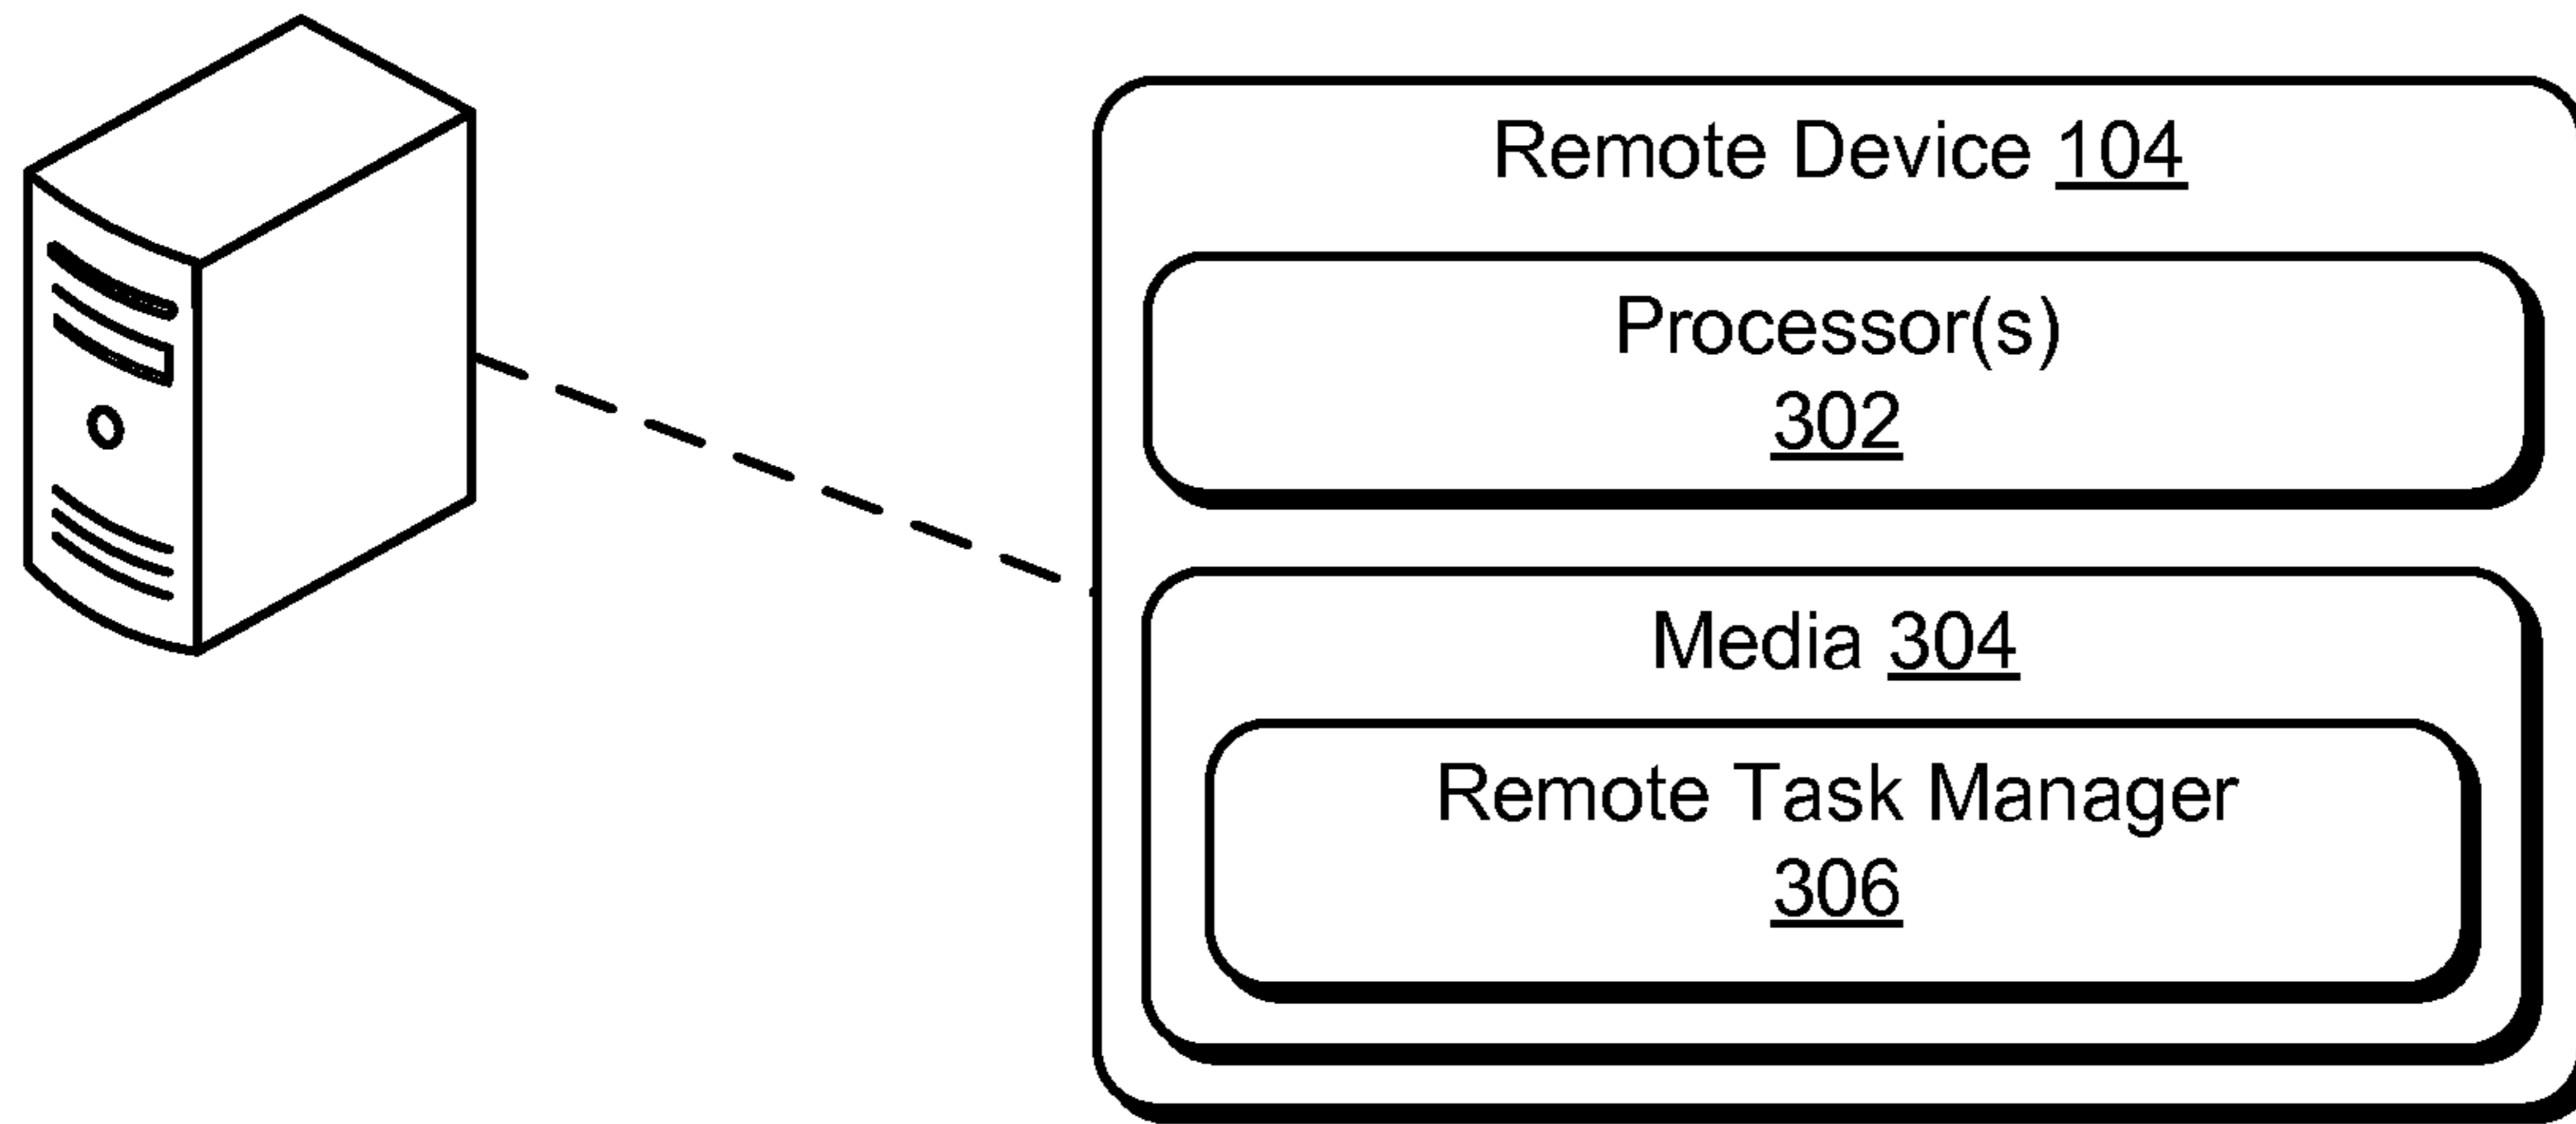 Remote Device 104
Processor(s)
302
Media 304
Remote Task Manager
306